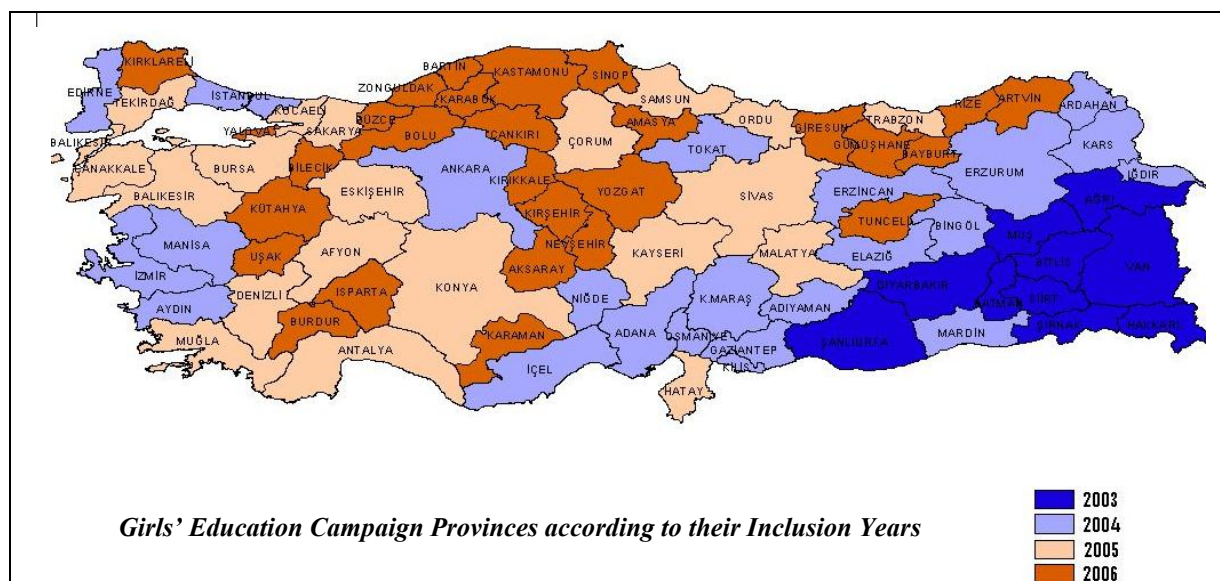 KIRKLARELİ
EDİRNE
TEKİRDAĞ
İSTANBUL
KOCAELİ
YALOVA
SAKARYA
DÜZCE
ZONGULDAK
BARTIN
KARABÜK
KASTAMONU
SİNOP
BOLU
ÇANKIRI
ÇORUM
SAMSUN
AMASYA
ORDU
TOKAT
GİRESUN
GÜMÜŞHANE
TRABZON
BAYBURT
RİZE
ARTVİN
ARDAHAN
KARS
IĞDIR
ERZURUM
ERZİNCAN
BALIKESİR
ÇANAKKALE
BALIKESİR
BURSA
BİLECİK
ESKİŞEHİR
ANKARA
KIRIKKALE
KIRŞEHİR
YOZGAT
SİVAS
KÜTAHYA
MANİSA
UŞAK
AFYON
İZMİR
AYDIN
DENİZLİ
ISPARTA
BURDUR
MUĞLA
ANTALYA
KONYA
AKSARAY
NEVŞEHİR
KAYSERİ
NİĞDE
KARAMAN
İÇEL
ADANA
OSMANİYE
K.MARAŞ
MALATYA
ADIYAMAN
GAZİANTEP
KİLİS
HATAY
TUNCELİ
BİNGÖL
ELAZIĞ
DİYARBAKIR
ŞANLIURFA
MARDİN
AĞRI
MUŞ
BİTLİS
VAN
BATMAN
SİİRT
ŞIRNAK
HAKKARİ
Girls’ Education Campaign Provinces according to their Inclusion Years
2003
2004
2005
2006